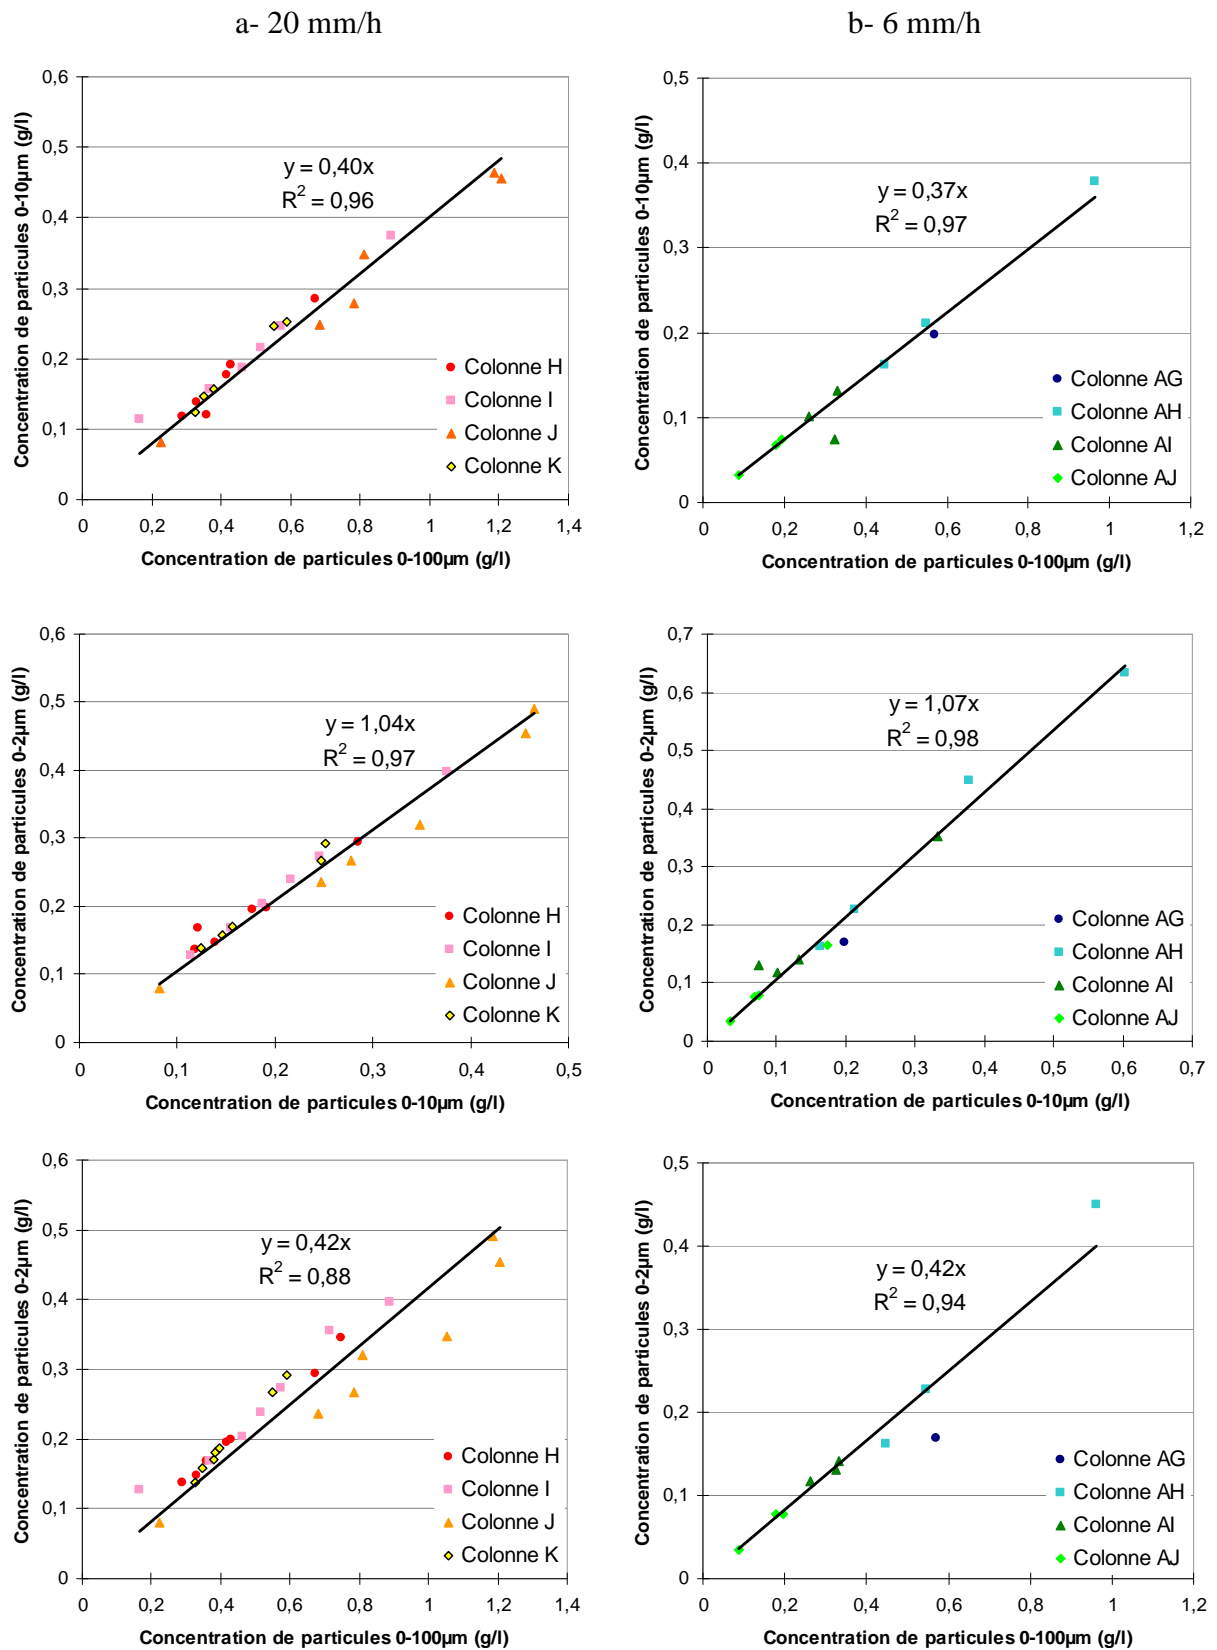 a- 20 mm/h
b- 6 mm/h
Concentration de particules 0-10µm (g/l)
0,6
0,5
0,4
0,3
0,2
0,1
0
y = 0,40x
R² = 0,96
Colonne H
Colonne I
Colonne J
Colonne K
0 0,2 0,4 0,6 0,8 1 1,2 1,4
Concentration de particules 0-100µm (g/l)
Concentration de particules 0-10µm (g/l)
0,5
0,4
0,3
0,2
0,1
0
y = 0,37x
R² = 0,97
Colonne AG
Colonne AH
Colonne AI
Colonne AJ
0 0,2 0,4 0,6 0,8 1 1,2
Concentration de particules 0-100µm (g/l)
Concentration de particules 0-2µm (g/l)
0,6
0,5
0,4
0,3
0,2
0,1
0
y = 1,04x
R² = 0,97
Colonne H
Colonne I
Colonne J
Colonne K
0 0,1 0,2 0,3 0,4 0,5
Concentration de particules 0-10µm (g/l)
Concentration de particules 0-2µm (g/l)
0,7
0,6
0,5
0,4
0,3
0,2
0,1
0
y = 1,07x
R² = 0,98
Colonne AG
Colonne AH
Colonne AI
Colonne AJ
0 0,1 0,2 0,3 0,4 0,5 0,6 0,7
Concentration de particules 0-10µm (g/l)
Concentration de particules 0-2µm (g/l)
0,6
0,5
0,4
0,3
0,2
0,1
0
y = 0,42x
R² = 0,88
Colonne H
Colonne I
Colonne J
Colonne K
0 0,2 0,4 0,6 0,8 1 1,2 1,4
Concentration de particules 0-100µm (g/l)
Concentration de particules 0-2µm (g/l)
0,5
0,4
0,3
0,2
0,1
0
y = 0,42x
R² = 0,94
Colonne AG
Colonne AH
Colonne AI
Colonne AJ
0 0,2 0,4 0,6 0,8 1 1,2
Concentration de particules 0-100µm (g/l)